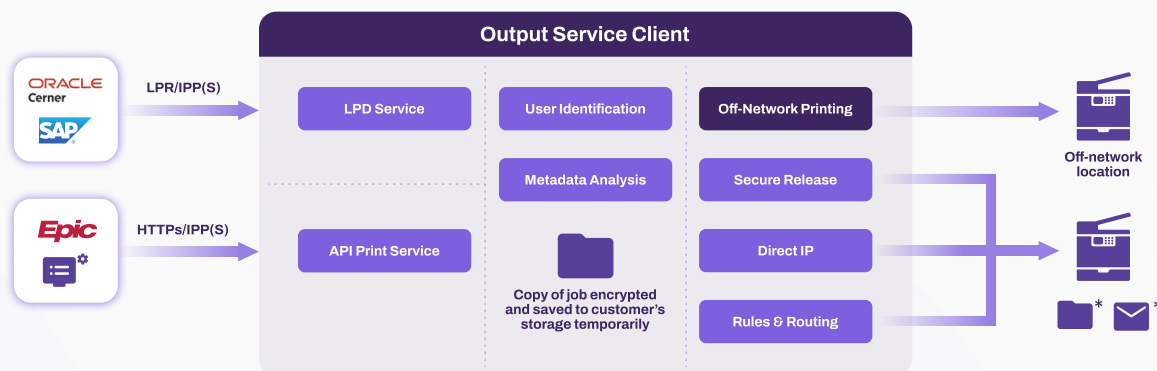 Output Service Client
ORACLE
Cerner
SAP
®
LPR/IPP(S)
Epic
HTTPs/IPP(S)
LPD Service
API Print Service
User Identification
Metadata Analysis
Copy of job encrypted
and saved to customer's
storage temporarily
Off-Network Printing
Secure Release
Direct IP
Rules & Routing
Off-network
location
*
*